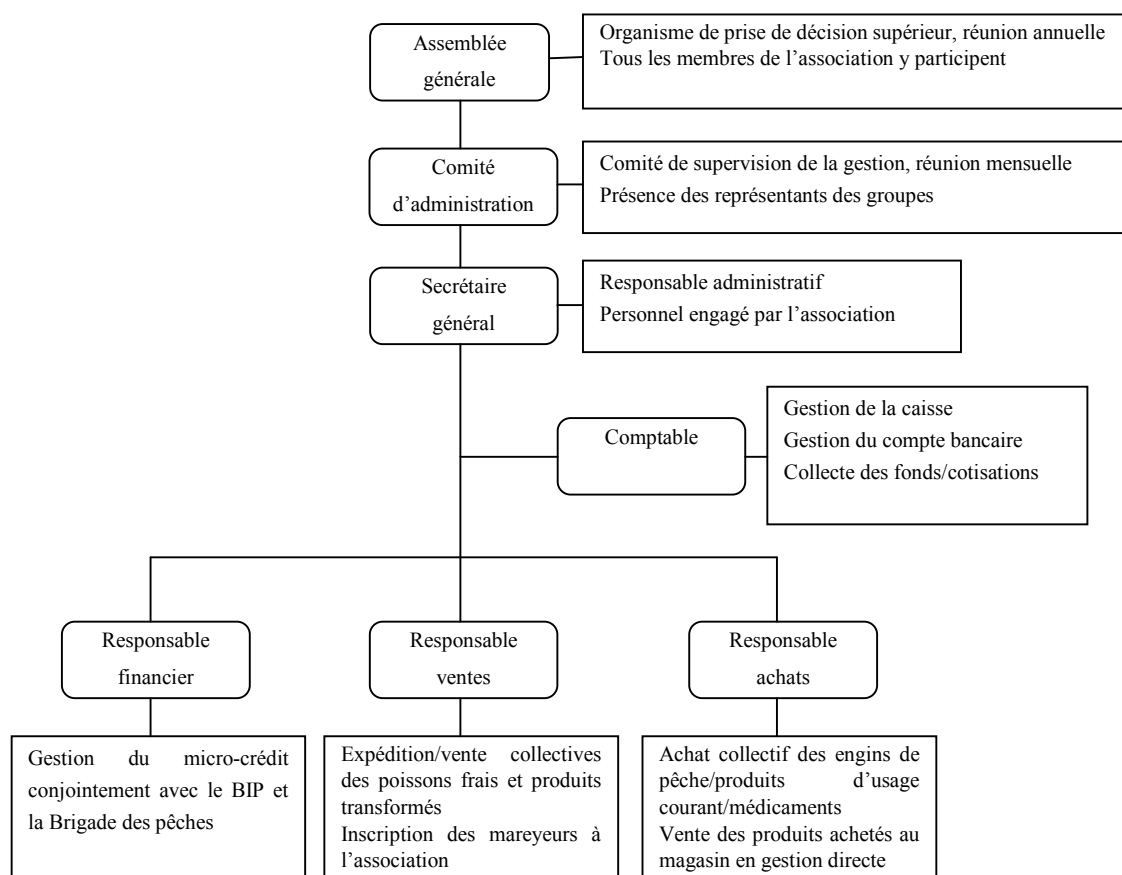 Assemblée
générale
Organisme de prise de décision supérieur, réunion annuelle
Tous les membres de l’association y participent
Comité
d’administration
Comité de supervision de la gestion, réunion mensuelle
Présence des représentants des groupes
Secrétaire
général
Responsable administratif
Personnel engagé par l’association
Comptable
Gestion de la caisse
Gestion du compte bancaire
Collecte des fonds/cotisations
Responsable
financier
Responsable
ventes
Responsable
achats
Gestion du micro-crédit
conjointement avec le BIP et
la Brigade des pêches
Expédition/vente collectives
des poissons frais et produits
transformés
Inscription des mareyeurs à
l’association
Achat collectif des engins de
pêche/produits d’usage
courant/médicaments
Vente des produits achetés au
magasin en gestion directe